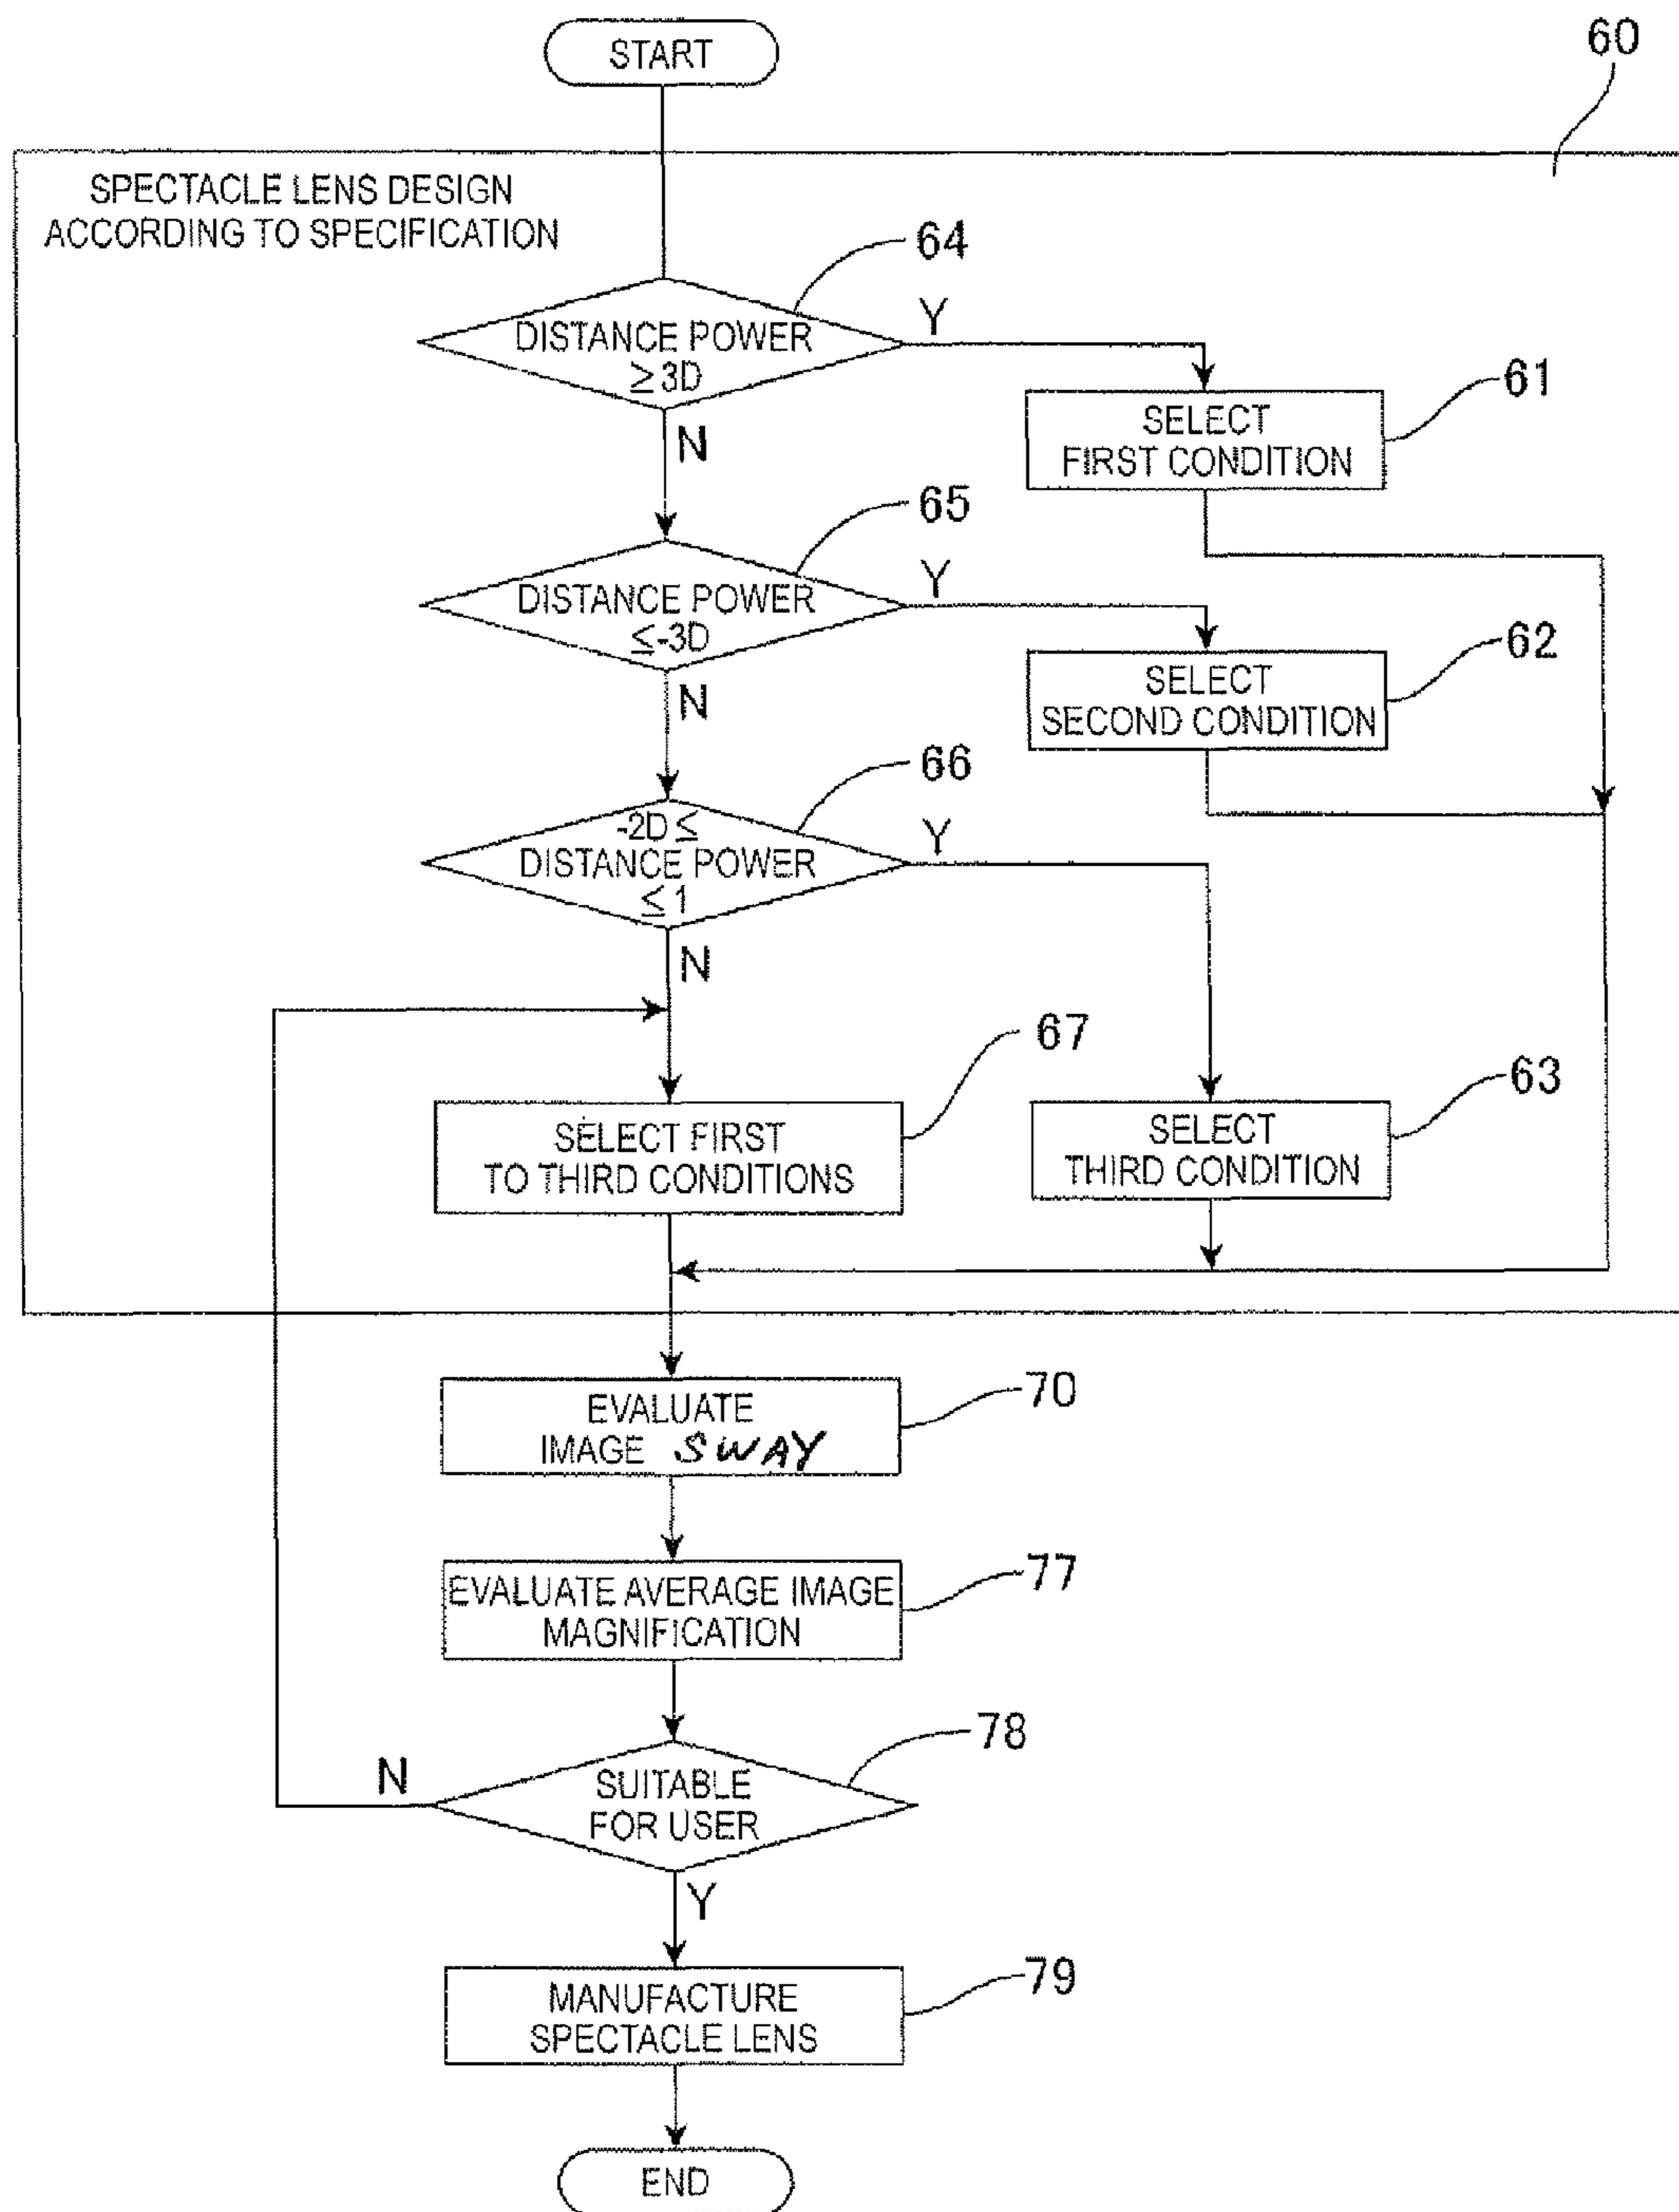 START
60
SPECTACLE LENS DESIGN
ACCORDING TO SPECIFICATION
64
DISTANCE POWER
≥ 3D
Y
N
61
SELECT
FIRST CONDITION
65
DISTANCE POWER
≤-3D
Y
N
62
SELECT
SECOND CONDITION
66
-2D ≤
DISTANCE POWER
≤ 1
Y
N
67
SELECT FIRST
TO THIRD CONDITIONS
63
SELECT
THIRD CONDITION
70
EVALUATE
IMAGE SWAY
77
EVALUATE AVERAGE IMAGE
MAGNIFICATION
78
SUITABLE
FOR USER
N
Y
79
MANUFACTURE
SPECTACLE LENS
END